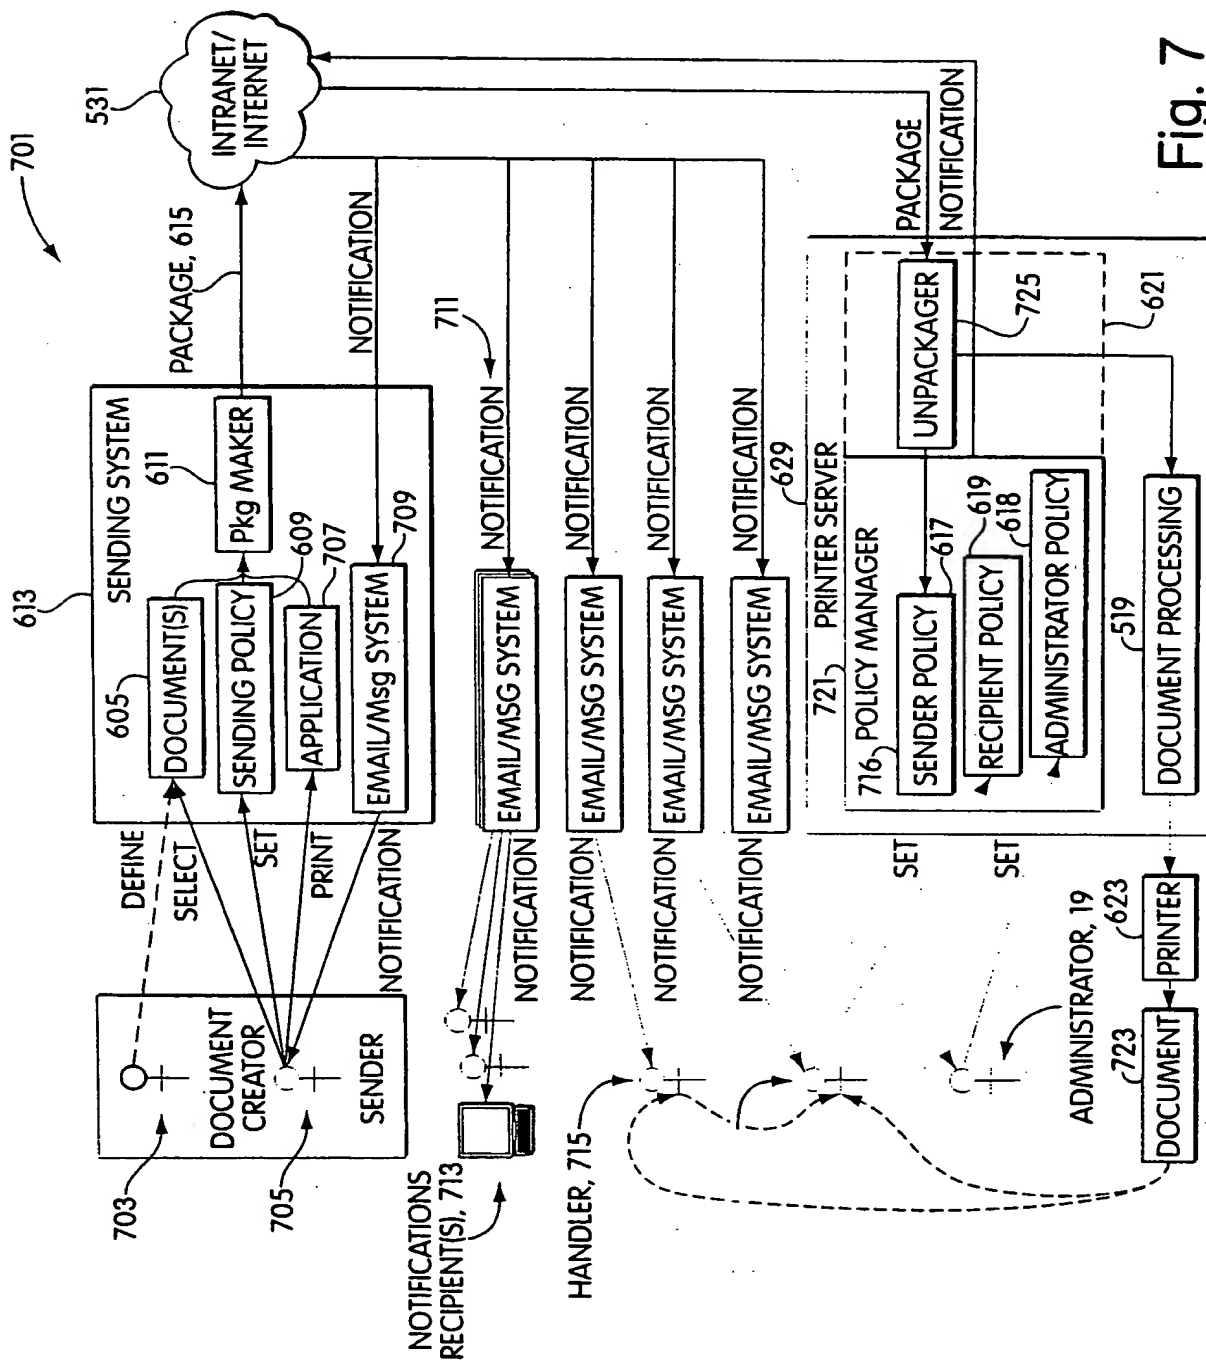 701
531
INTRANET/
INTERNET
613
SENDING SYSTEM
605
DOCUMENT(S)
611
Pkg MAKER
PACKAGE, 615
SENDING POLICY
609
APPLICATION
707
EMAIL/Msg SYSTEM
709
NOTIFICATION
DEFINE
SELECT
SET
PRINT
NOTIFICATION
703
DOCUMENT
CREATOR
705
SENDER
711
NOTIFICATION
EMAIL/MSG SYSTEM
NOTIFICATION
NOTIFICATIONS
RECIPIENT(S), 713
NOTIFICATION
EMAIL/MSG SYSTEM
NOTIFICATION
HANDLER, 715
NOTIFICATION
EMAIL/MSG SYSTEM
NOTIFICATION
NOTIFICATION
EMAIL/MSG SYSTEM
NOTIFICATION
629
PRINTER SERVER
721
POLICY MANAGER
716
SENDER POLICY
617
RECIPIENT POLICY
619
618
ADMINISTRATOR POLICY
UNPACKAGER
725
621
PACKAGE
NOTIFICATION
SET
SET
ADMINISTRATOR, 19
519
DOCUMENT PROCESSING
623
PRINTER
723
DOCUMENT
Fig. 7